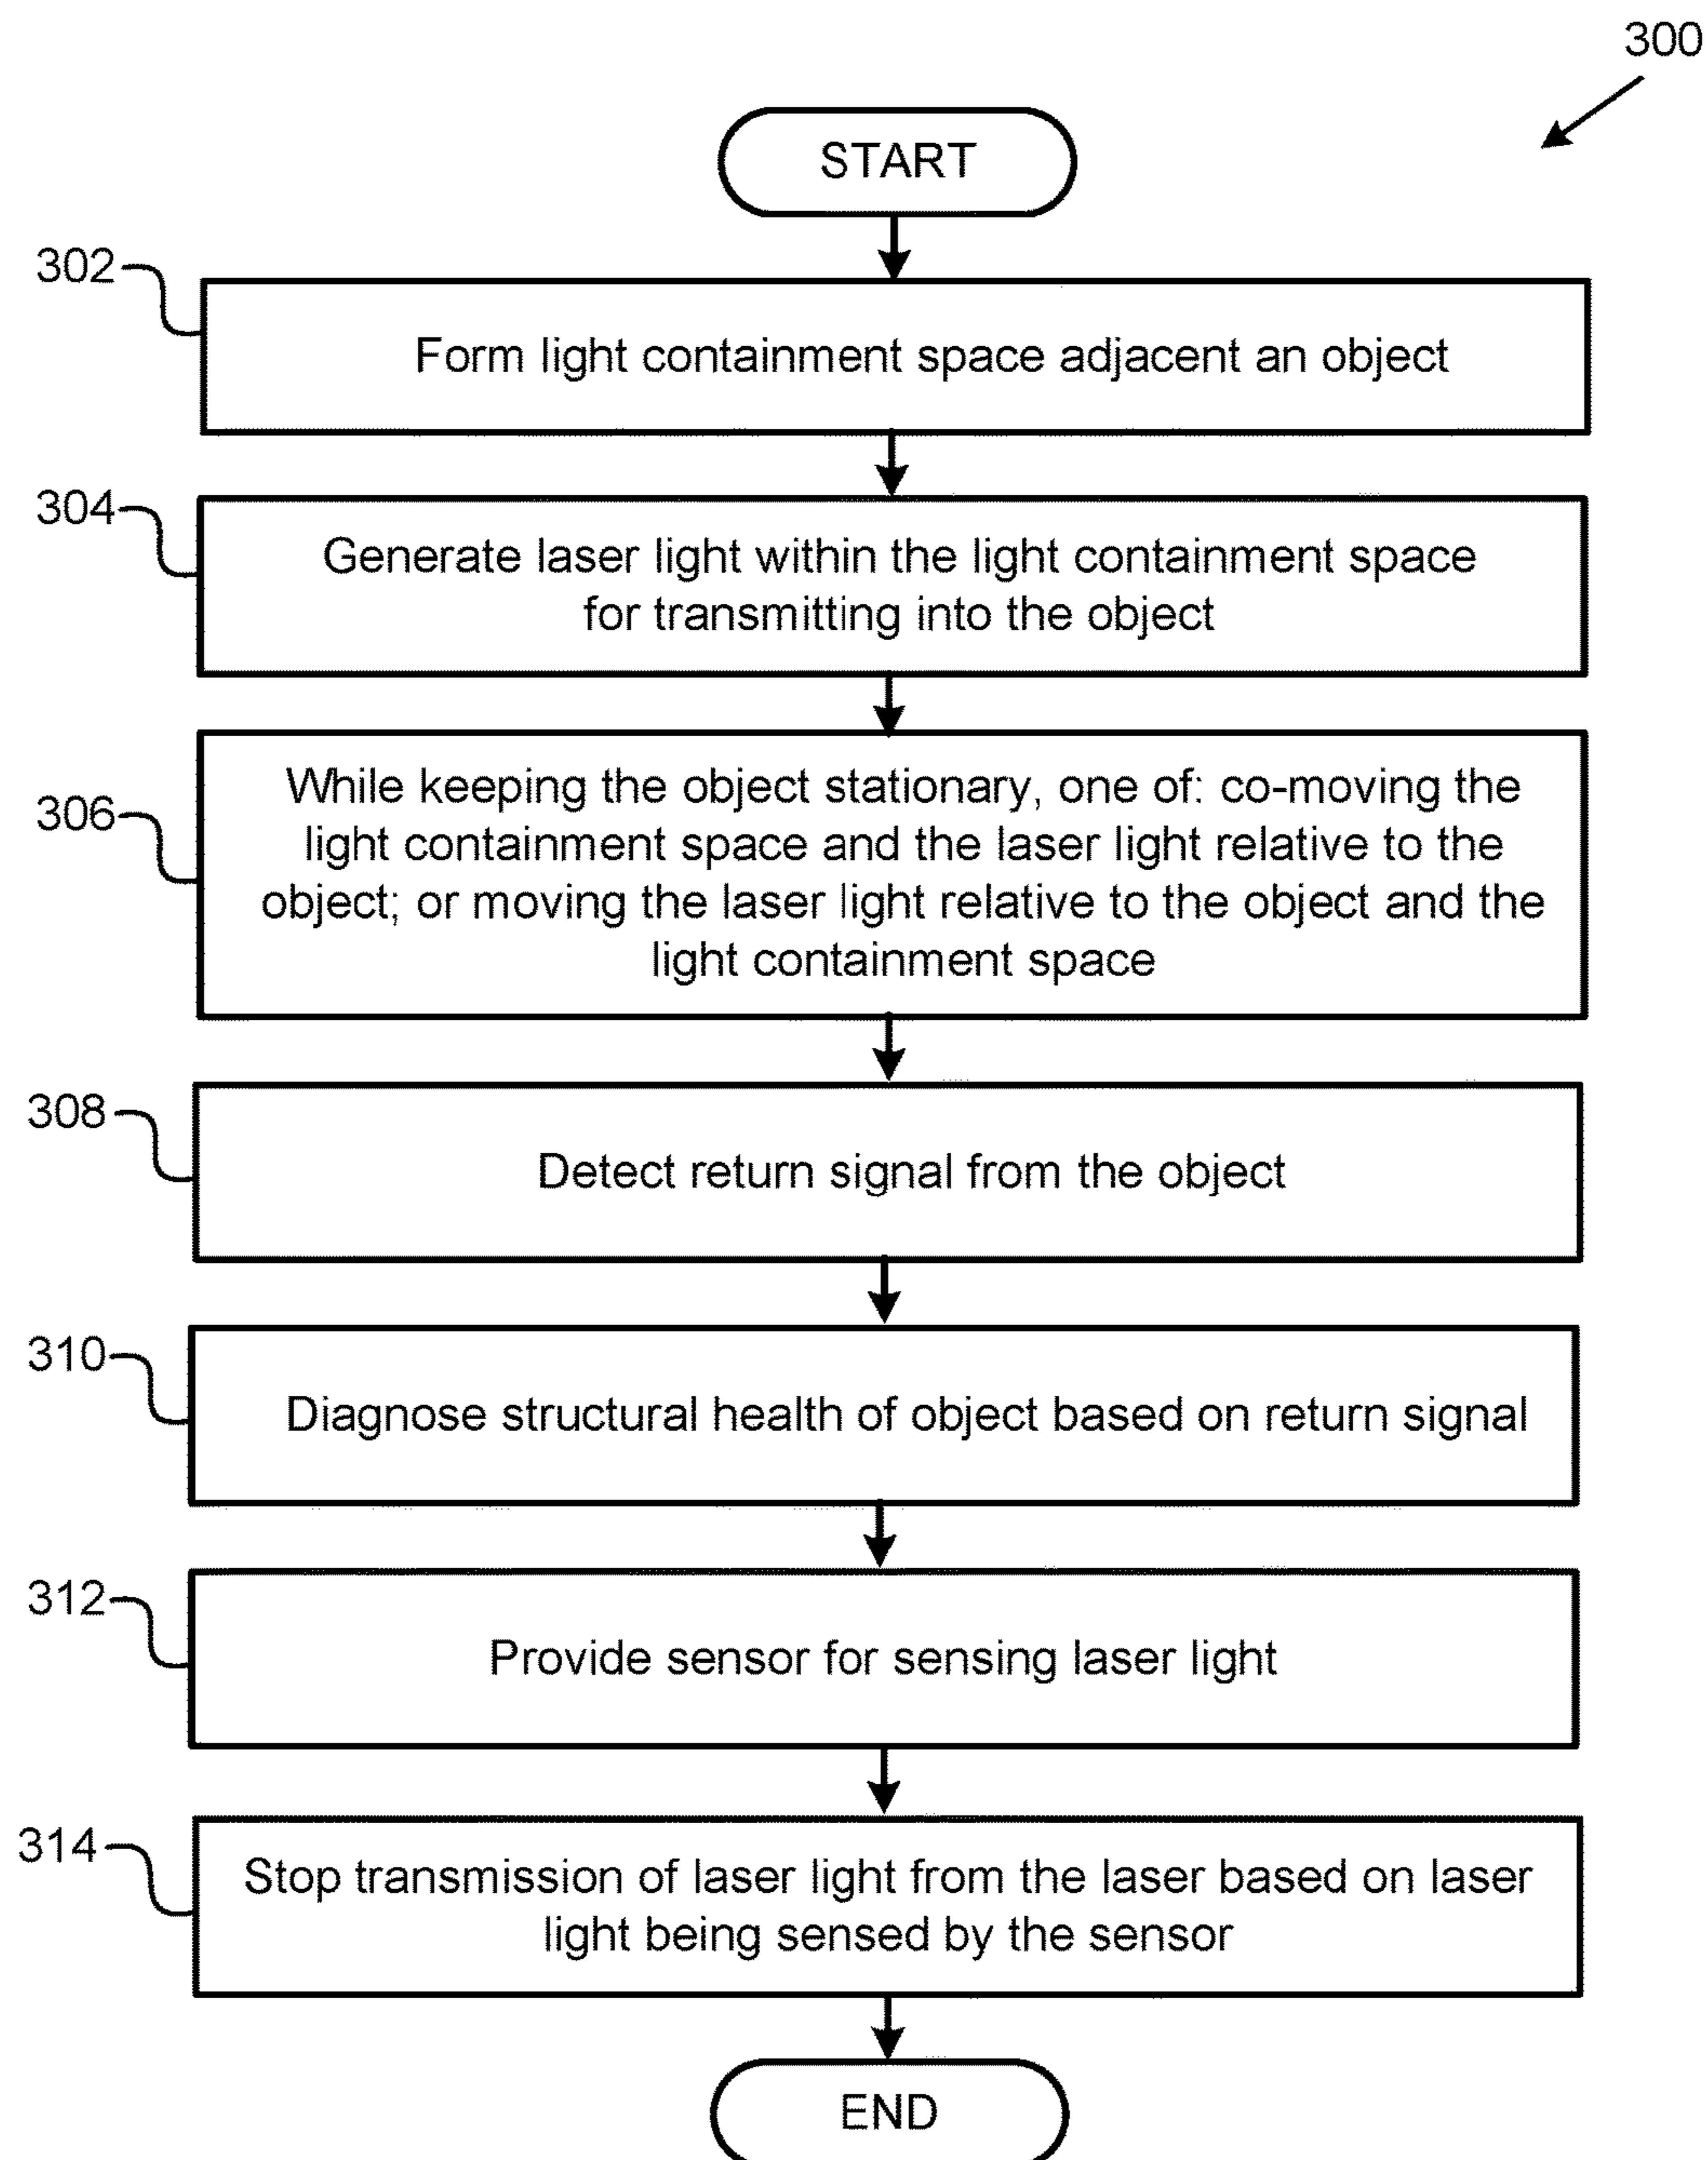 300
START
302
Form light containment space adjacent an object
304
Generate laser light within the light containment space
for transmitting into the object
306
While keeping the object stationary, one of: co-moving the
light containment space and the laser light relative to the
object; or moving the laser light relative to the object and the
light containment space
308
Detect return signal from the object
310
Diagnose structural health of object based on return signal
312
Provide sensor for sensing laser light
314
Stop transmission of laser light from the laser based on laser
light being sensed by the sensor
END